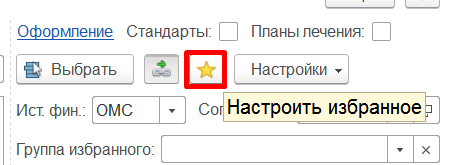 Оформление Стандарты: Планы лечения:
Выбрать Настройки
Ист. фин.: ОМС
Настроить избранное
Группа избранного: